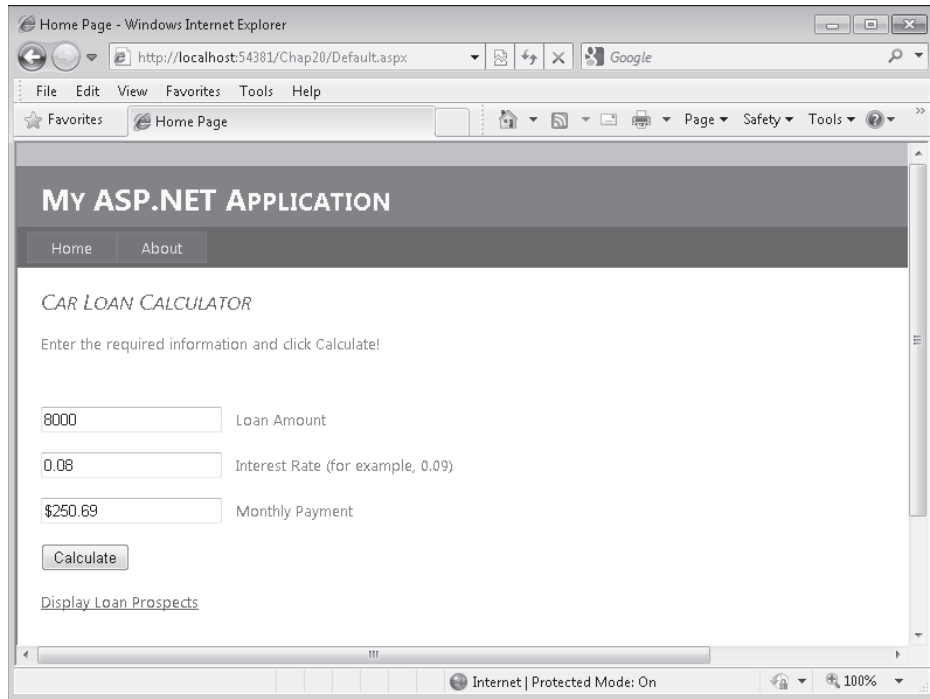 Home Page - Windows Internet Explorer
http://localhost:54381/Chap20/Default.aspx
Google
File Edit View Favorites Tools Help
Favorites
Home Page
Page Safety Tools
MY ASP.NET APPLICATION
Home
About
CAR LOAN CALCULATOR
Enter the required information and click Calculate!
8000 Loan Amount
0.08 Interest Rate (for example, 0.09)
$250.69 Monthly Payment
Calculate
Display Loan Prospects
Internet | Protected Mode: On
100%